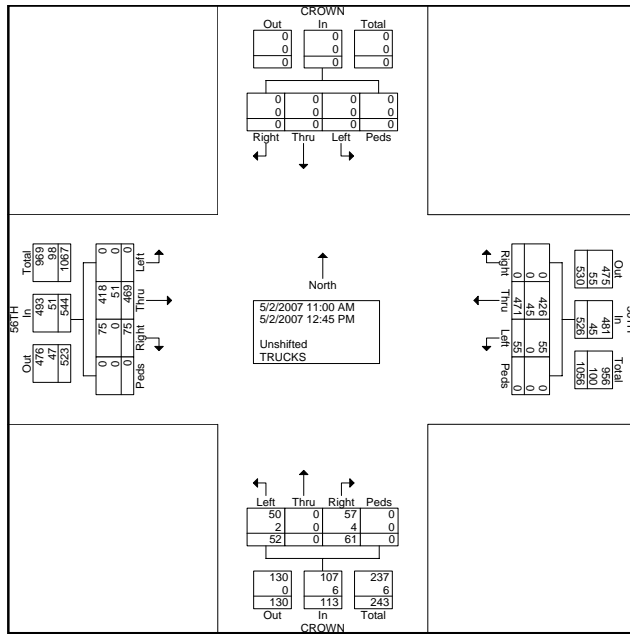 CROWN
Out In Total
0 0 0
0 0 0
0 0 0
0 0 0 0
0 0 0 0
0 0 0 0
Right Thru Left Peds
56TH
Total In Out
969 493 476
98 51 47
1067 544 523
0 418 75 0
0 51 0 0
0 469 75 0
Left Thru Right Peds
North
5/2/2007 11:00 AM
5/2/2007 12:45 PM
Unshifted
TRUCKS
Right Thru Left Peds
0 426 55 0
0 45 0 0
0 471 55 0
Out In Total
475 481 956
55 45 100
530 526 1056
Left Thru Right Peds
50 0 57 0
2 0 4 0
52 0 61 0
130 107 237
0 6 6
130 113 243
Out In Total
CROWN